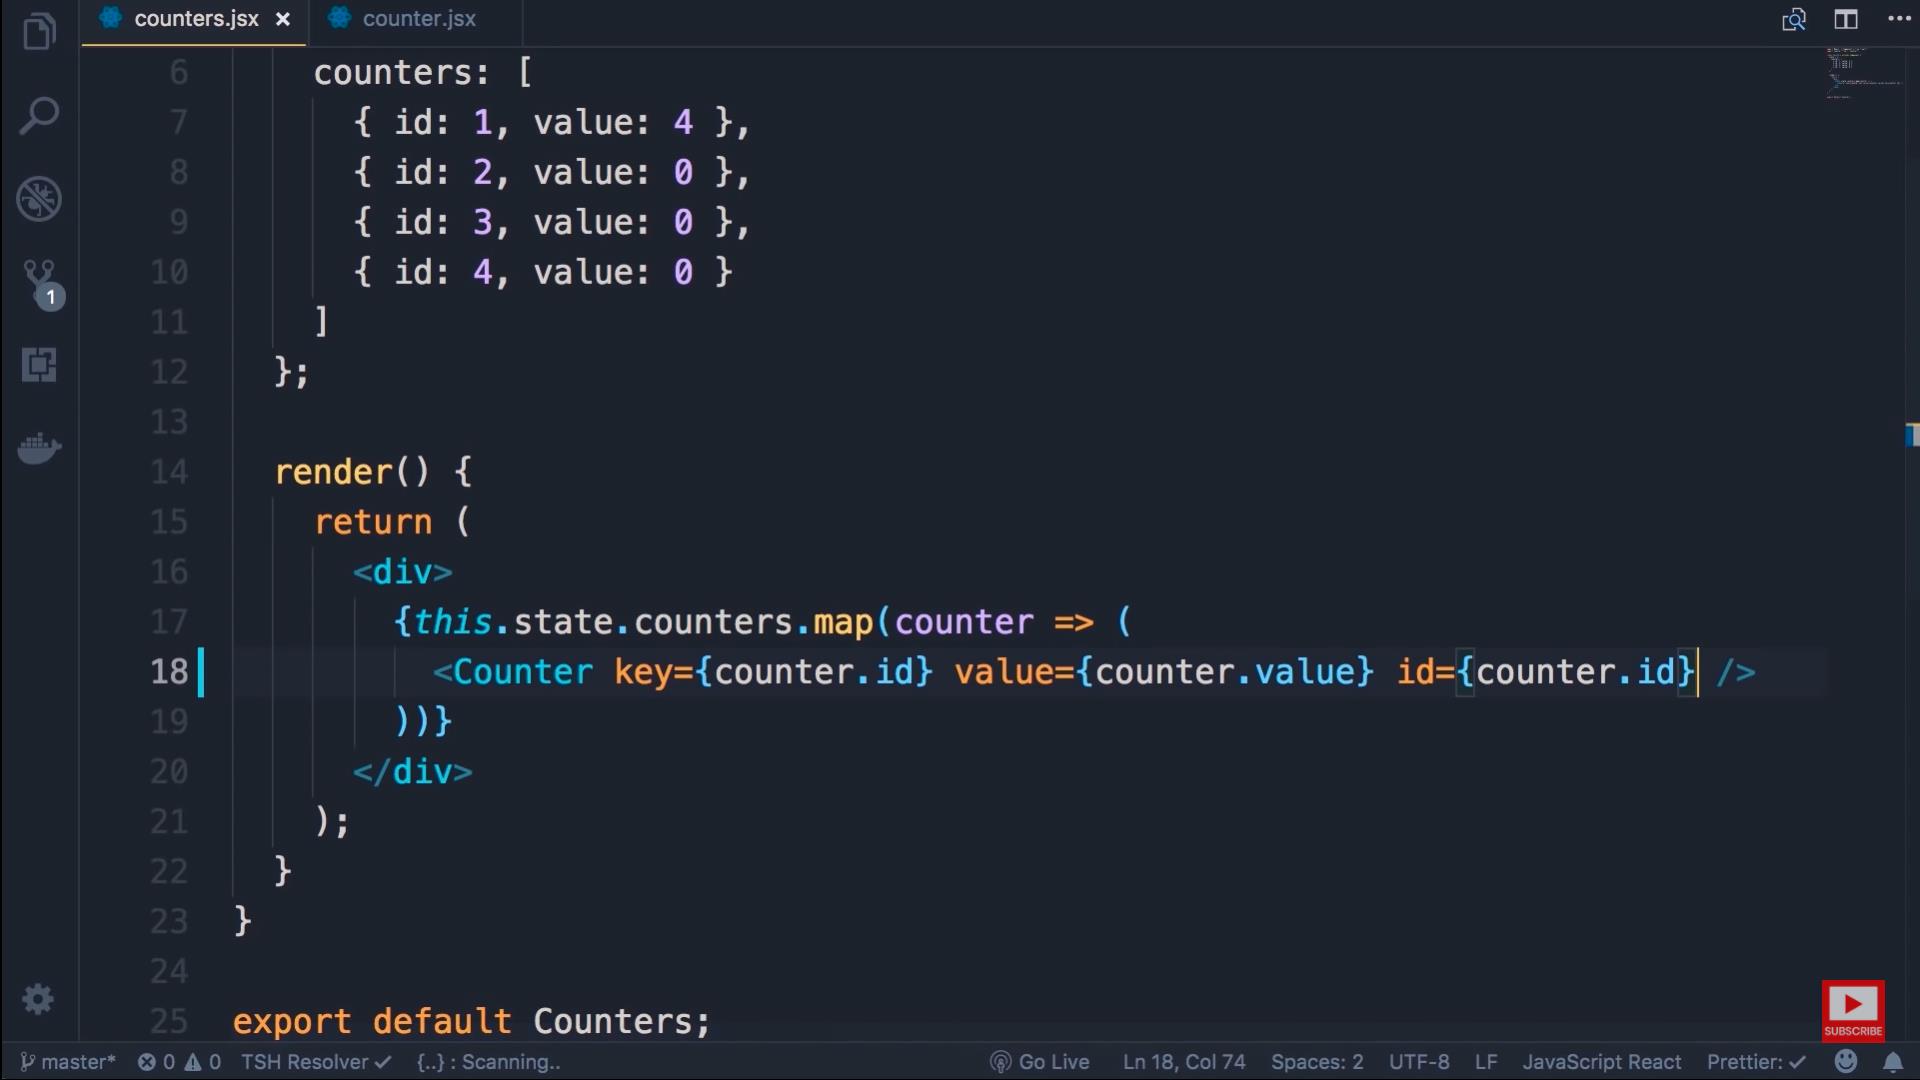 counters.jsx ×
counter.jsx
6 counters: [
7 { id: 1, value: 4 },
8 { id: 2, value: 0 },
9 { id: 3, value: 0 },
10 { id: 4, value: 0 }
11 ]
12 };
13
14 render() {
15 return (
16 <div>
17 {this.state.counters.map(counter => (
18 <Counter key={counter.id} value={counter.value} id={counter.id} />
19 ))}
20 </div>
21 );
22 }
23 }
24
25 export default Counters;
1
SUBSCRIBE
master* 0 0 TSH Resolver ✓ {..} : Scanning.. Go Live Ln 18, Col 74 Spaces: 2 UTF-8 LF JavaScript React Prettier: ✓